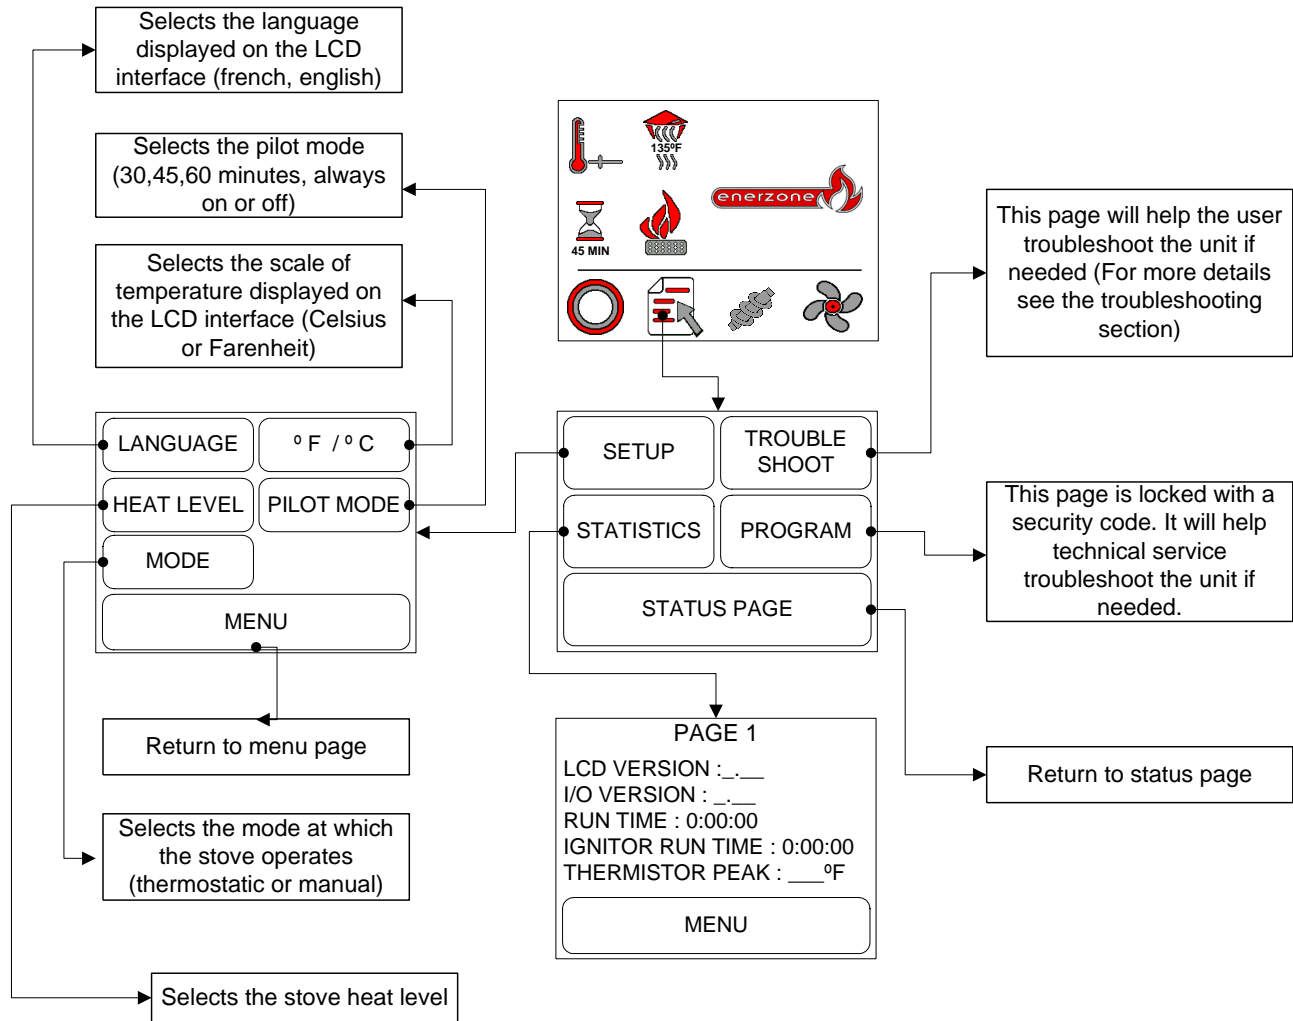 Selects the language
displayed on the LCD
interface (french, english)
Selects the pilot mode
(30,45,60 minutes, always
on or off)
Selects the scale of
temperature displayed on
the LCD interface (Celsius
or Farenheit)
135ºF
enerzone
45 MIN
This page will help the user
troubleshoot the unit if
needed (For more details
see the troubleshooting
section)
LANGUAGE
º F / º C
HEAT LEVEL
PILOT MODE
MODE
MENU
SETUP
TROUBLE
SHOOT
STATISTICS
PROGRAM
STATUS PAGE
This page is locked with a
security code. It will help
technical service
troubleshoot the unit if
needed.
Return to menu page
PAGE 1
LCD VERSION :_.__
I/O VERSION : _.__
RUN TIME : 0:00:00
IGNITOR RUN TIME : 0:00:00
THERMISTOR PEAK : ___ºF
MENU
Return to status page
Selects the mode at which
the stove operates
(thermostatic or manual)
Selects the stove heat level